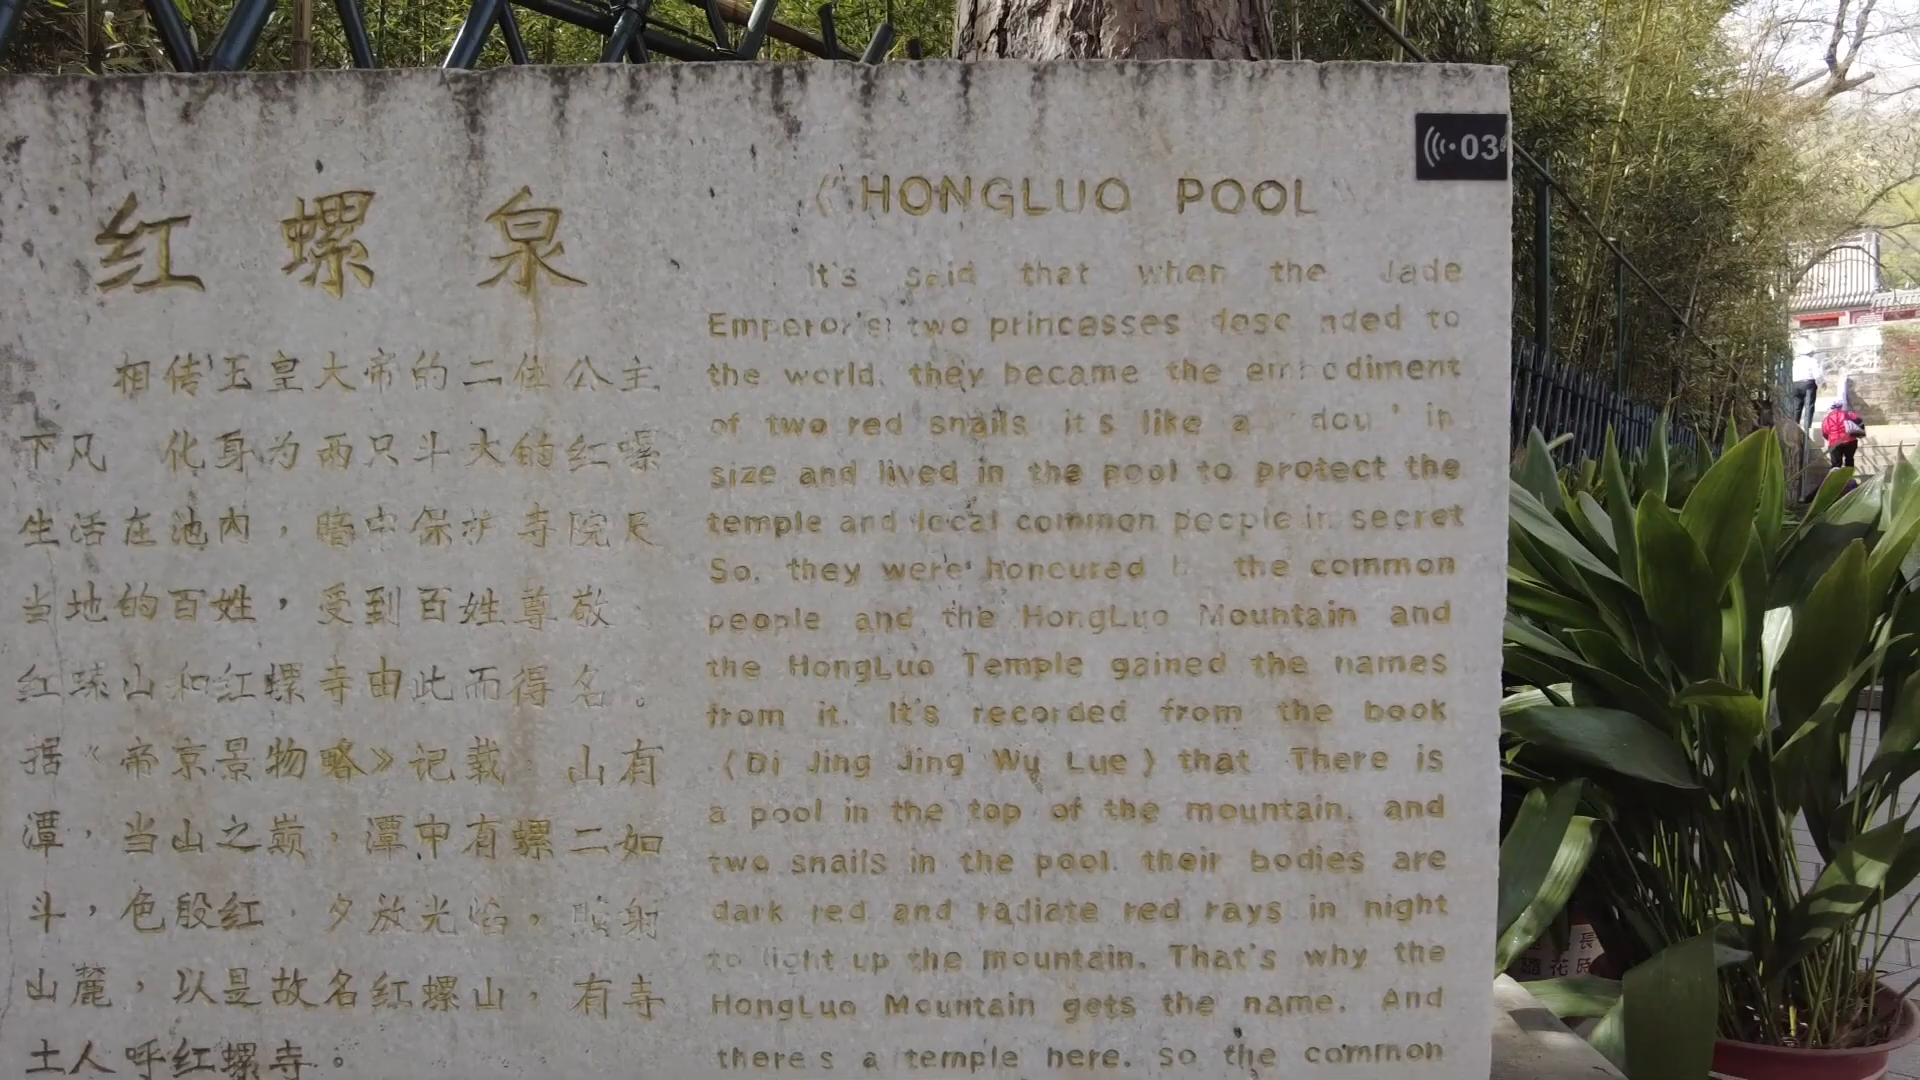 红螺泉
相传玉皇大帝的二位公主
下凡 化身为两只斗大的红螺
生活在池内，暗中保护寺院及
当地的百姓，受到百姓尊敬
红螺山和红螺寺由此而得名。
据《帝京景物略》记载 山有
潭，当山之巅，潭中有螺二如
斗，色殷红，夕放光焰，照射
山麓，以是故名红螺山，有寺
土人呼红螺寺。
《HONGLUO POOL
It's said that when the Jade
Emperor's two princesses descended to
the world, they became the embodiment
of two red snails it's like a 'dou' in
size and lived in the pool to protect the
temple and local common people in secret
So, they were honoured the common
people and the HongLuo Mountain and
the HongLuo Temple gained the names
from it. It's recorded from the book
《Di Jing Jing Wu Lue》that There is
a pool in the top of the mountain, and
two snails in the pool. their bodies are
dark red and radiate red rays in night
to light up the mountain. That's why the
HongLuo Mountain gets the name. And
there's a temple here. So the common
03